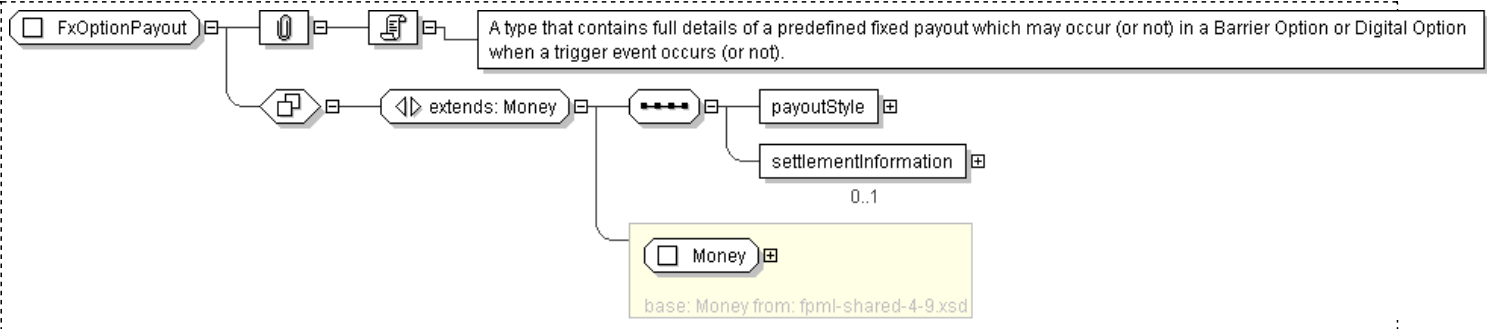 FxOptionPayout
A type that contains full details of a predefined fixed payout which may occur (or not) in a Barrier Option or Digital Option
when a trigger event occurs (or not).
extends: Money
payoutStyle
settlementInformation
0..1
Money
base: Money from: fpml-shared-4-9.xsd